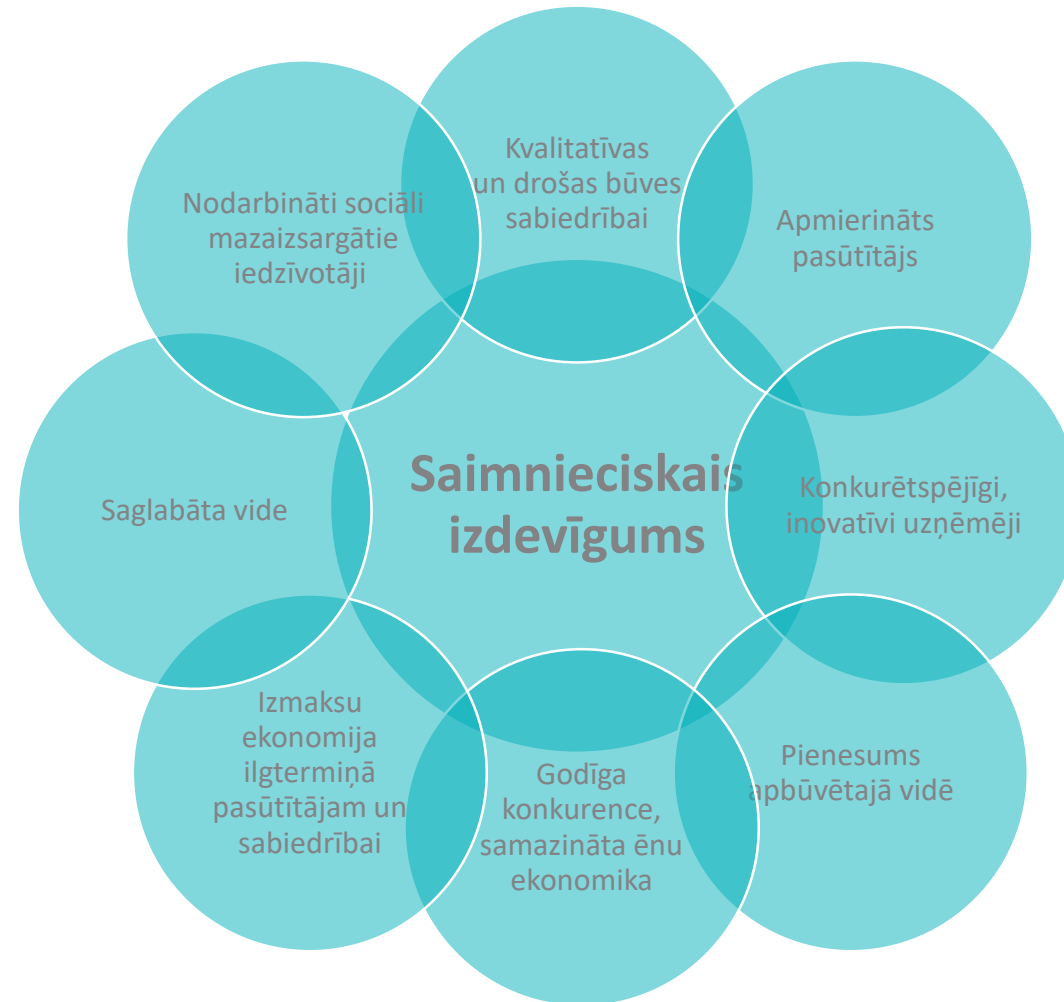 Kvalitatīvas
un drošas būves
sabiedrībai
Apmierināts
pasūtītājs
Konkurētspējīgi,
inovatīvi uzņēmēji
Pienesums
apbūvētajā vidē
Godīga
konkurence,
samazināta ēnu
ekonomika
Izmaksu
ekonomija
ilgtermiņā
pasūtītājam un
sabiedrībai
Saglabāta vide
Nodarbināti sociāli
mazaizsargātie
iedzīvotāji
Saimnieciskais
izdevīgums